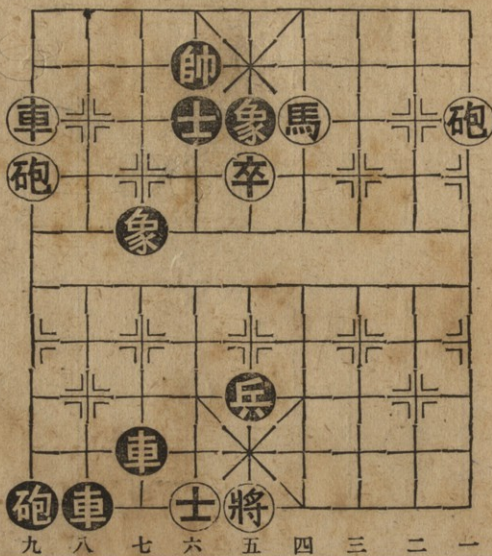 帥
車 士 象 馬 砲
砲 卒
象
兵
車
砲 車 士 將
九 八 七 六 五 四 三 二 一